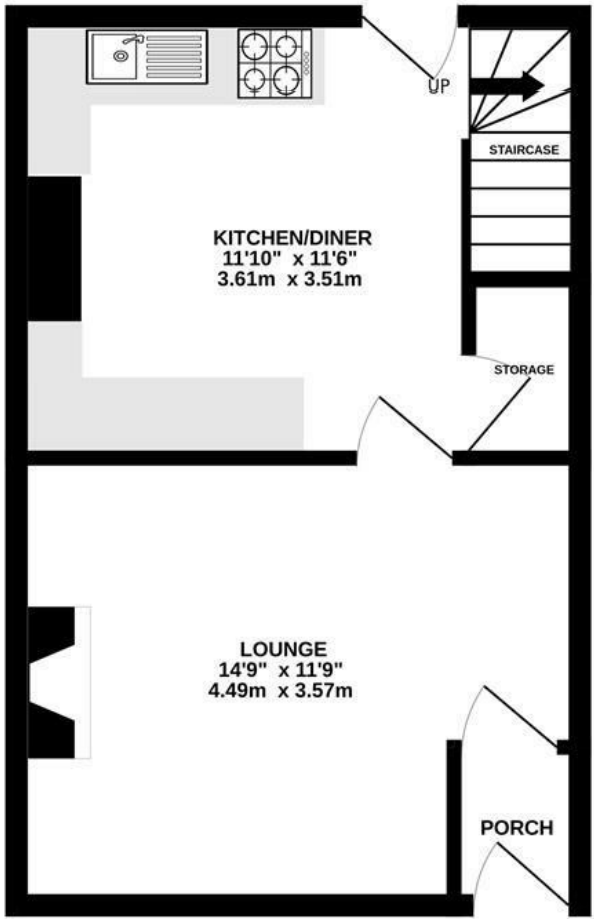 UP
STAIRCASE
KITCHEN/DINER
11'10" x 11'6"
3.61m x 3.51m
STORAGE
LOUNGE
14'9" x 11'9"
4.49m x 3.57m
PORCH